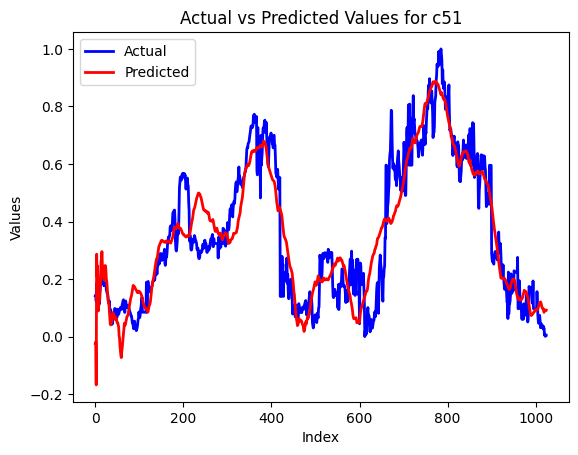 Actual vs Predicted Values for c51
Actual
Predicted
1.0
0.8
0.6
0.4
0.2
0.0
−0.2
Values
0 200 400 600 800 1000
Index